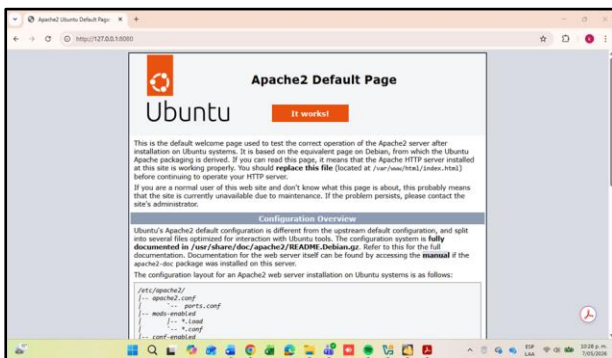 Apache2 Ubuntu Default Page
http://127.0.0.1:8080
Apache2 Default Page
Ubuntu
It works!
This is the default welcome page used to test the correct operation of the Apache2 server after
installation on Ubuntu systems. It is based on the equivalent page on Debian, from which the Ubuntu
Apache packaging is derived. If you can read this page, it means that the Apache HTTP server installed
at this site is working properly. You should replace this file (located at /var/www/html/index.html)
before continuing to operate your HTTP server.
If you are a normal user of this web site and don't know what this page is about, this probably means
that the site is currently unavailable due to maintenance. If the problem persists, please contact the
site's administrator.
Configuration Overview
Ubuntu's Apache2 default configuration is different from the upstream default configuration, and split
into several files optimized for interaction with Ubuntu tools. The configuration system is fully
documented in /usr/share/doc/apache2/README.Debian.gz. Refer to this for the full
documentation. Documentation for the web server itself can be found by accessing the manual if the
apache2-doc package was installed on this server.
The configuration layout for an Apache2 web server installation on Ubuntu systems is as follows:
/etc/apache2/
|-- apache2.conf
|   `-- ports.conf
|-- mods-enabled
|   |-- *.load
|   `-- *.conf
|-- conf-enabled
ESP
LAA
10:28 p. m.
7/05/2025